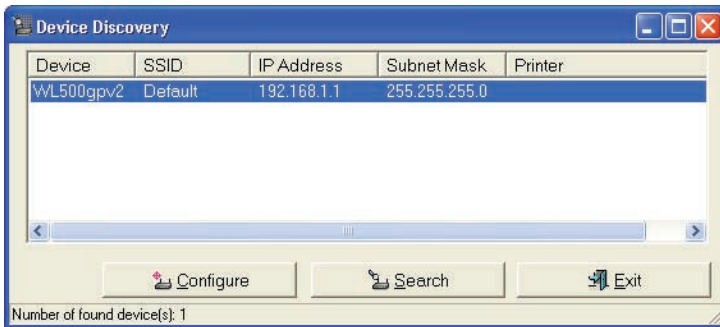 Device Discovery
Device SSID IP Address Subnet Mask Printer
WL500gpv2 Default 192.168.1.1 255.255.255.0
Configure Search Exit
Number of found device(s): 1